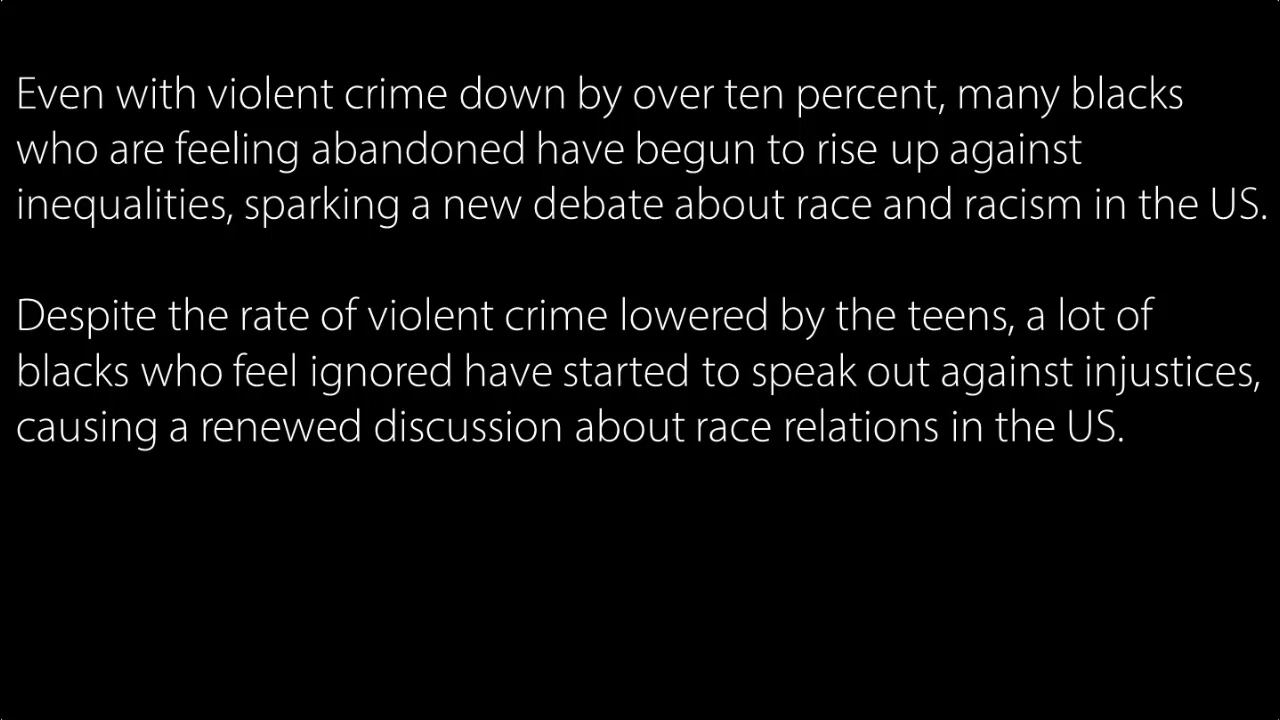 Even with violent crime down by over ten percent, many blacks
who are feeling abandoned have begun to rise up against
inequalities, sparking a new debate about race and racism in the US.
Despite the rate of violent crime lowered by the teens, a lot of
blacks who feel ignored have started to speak out against injustices,
causing a renewed discussion about race relations in the US.